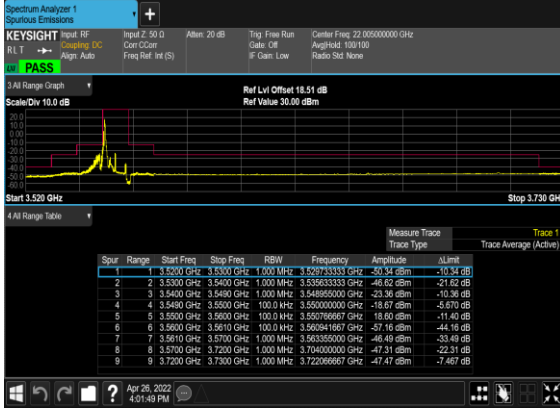 Spectrum Analyzer 1
Spurious Emissions
+
KEYSIGHT Input: RF Input Z: 50 Ω Atten: 20 dB Trig: Free Run Center Freq: 22.005000000 GHz
RLT Coupling: DC Corr CCorr Gate: Off Avg|Hold: 100/100
Align: Auto Freq Ref: Int (S) IF Gain: Low Radio Std: None
LXI PASS
3 All Range Graph
Ref Lvl Offset 18.51 dB
Scale/Div 10.0 dB Ref Value 30.00 dBm
20.0
10.0
0.00
-10.0
-20.0
-30.0
-40.0
-50.0
-60.0
Start 3.520 GHz Stop 3.730 GH
4 All Range Table
Measure Trace Trace 1
Trace Type Trace Average (Active)
Spur Range Start Freq Stop Freq RBW Frequency Amplitude ΔLimit
1 1 3.5200 GHz 3.5300 GHz 1.000 MHz 3.529733333 GHz -50.34 dBm -10.34 dB
2 2 3.5300 GHz 3.5400 GHz 1.000 MHz 3.535633333 GHz -46.62 dBm -21.62 dB
3 3 3.5400 GHz 3.5490 GHz 1.000 MHz 3.548955000 GHz -23.36 dBm -10.36 dB
4 4 3.5490 GHz 3.5500 GHz 100.0 kHz 3.550000000 GHz -18.67 dBm -5.670 dB
5 5 3.5500 GHz 3.5600 GHz 100.0 kHz 3.550766667 GHz 18.60 dBm -11.40 dB
6 6 3.5600 GHz 3.5610 GHz 100.0 kHz 3.560941667 GHz -57.16 dBm -44.16 dB
7 7 3.5610 GHz 3.5700 GHz 1.000 MHz 3.563355000 GHz -46.49 dBm -33.49 dB
8 8 3.5700 GHz 3.7200 GHz 1.000 MHz 3.704000000 GHz -47.31 dBm -22.31 dB
9 9 3.7200 GHz 3.7300 GHz 1.000 MHz 3.722066667 GHz -47.47 dBm -7.467 dB
? Apr 26, 2022
4:01:49 PM